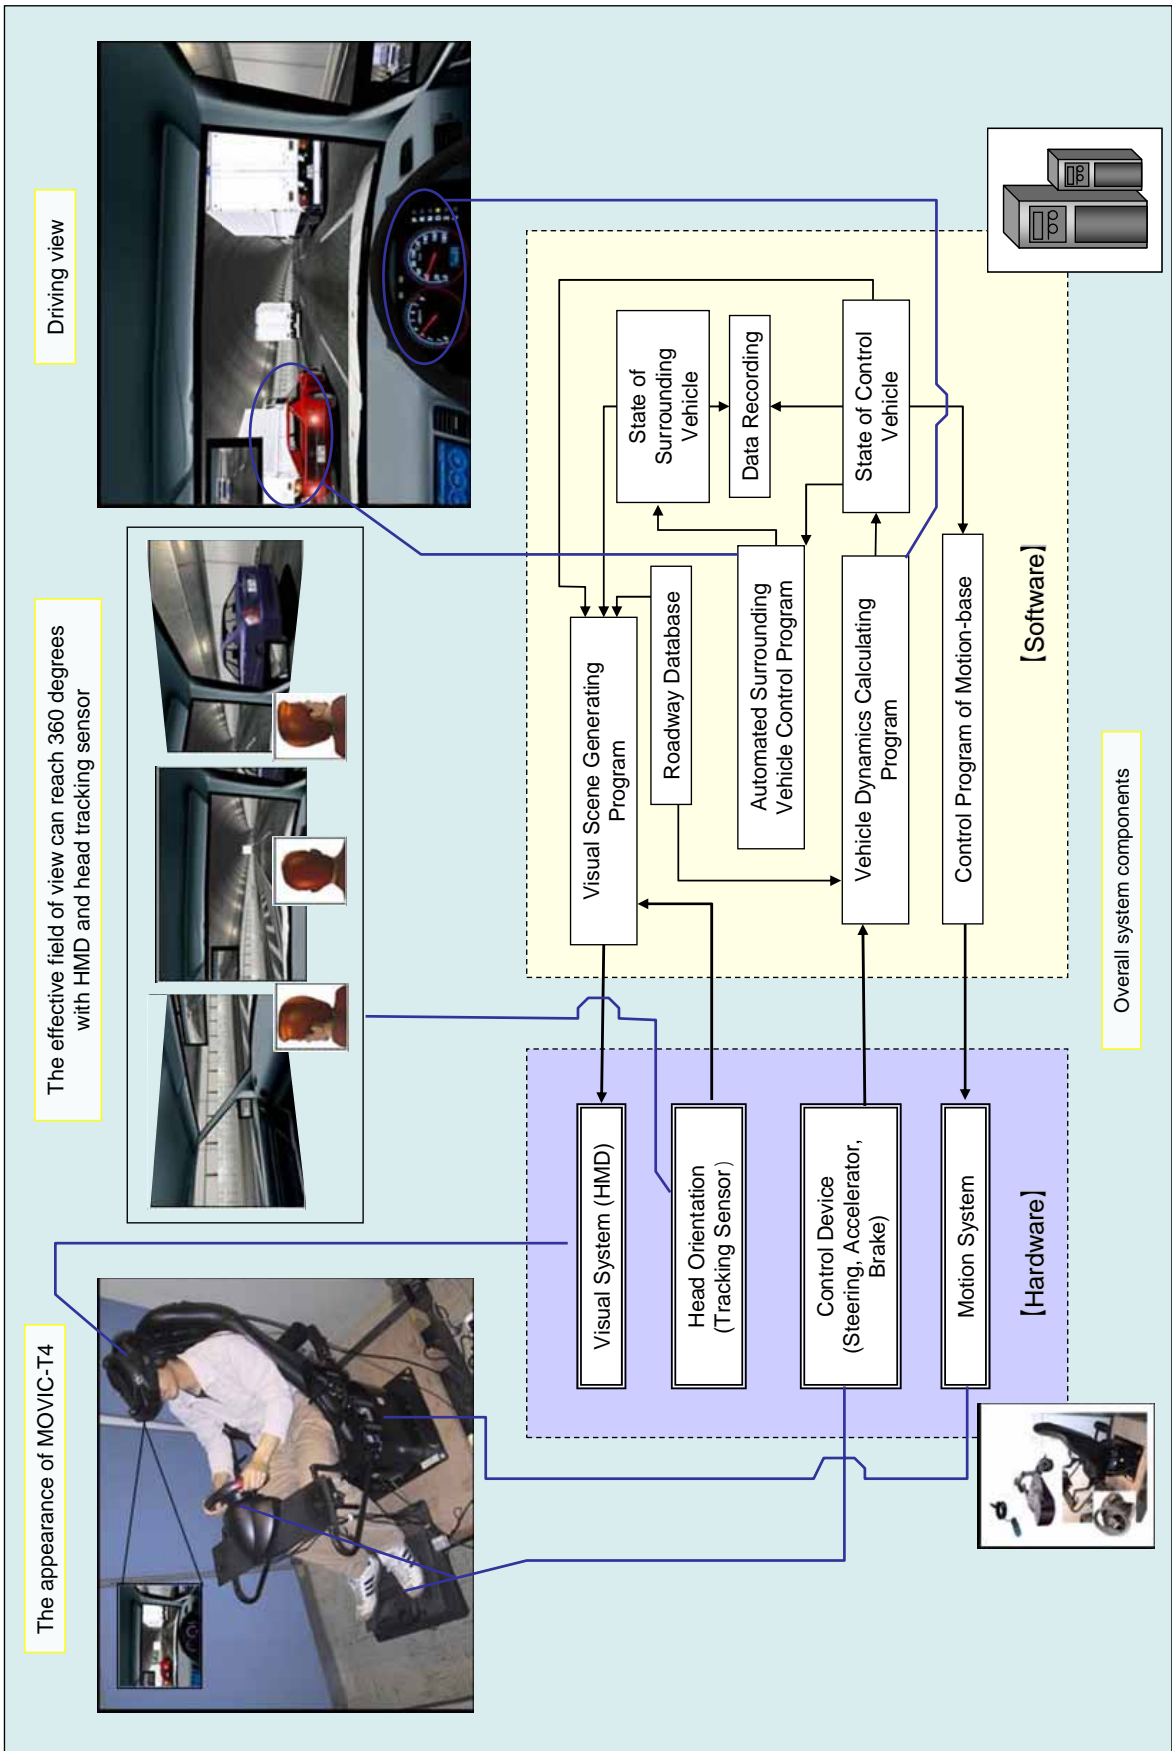 The appearance of MOVIC-T4
The effective field of view can reach 360 degrees
with HMD and head tracking sensor
Driving view
Visual System (HMD)
Head Orientation
(Tracking Sensor)
Control Device
(Steering, Accelerator,
Brake)
Motion System
【Hardware】
Visual Scene Generating
Program
Roadway Database
Automated Surrounding
Vehicle Control Program
Vehicle Dynamics Calculating
Program
Control Program of Motion-base
State of
Surrounding
Vehicle
Data Recording
State of Control
Vehicle
【Software】
Overall system components